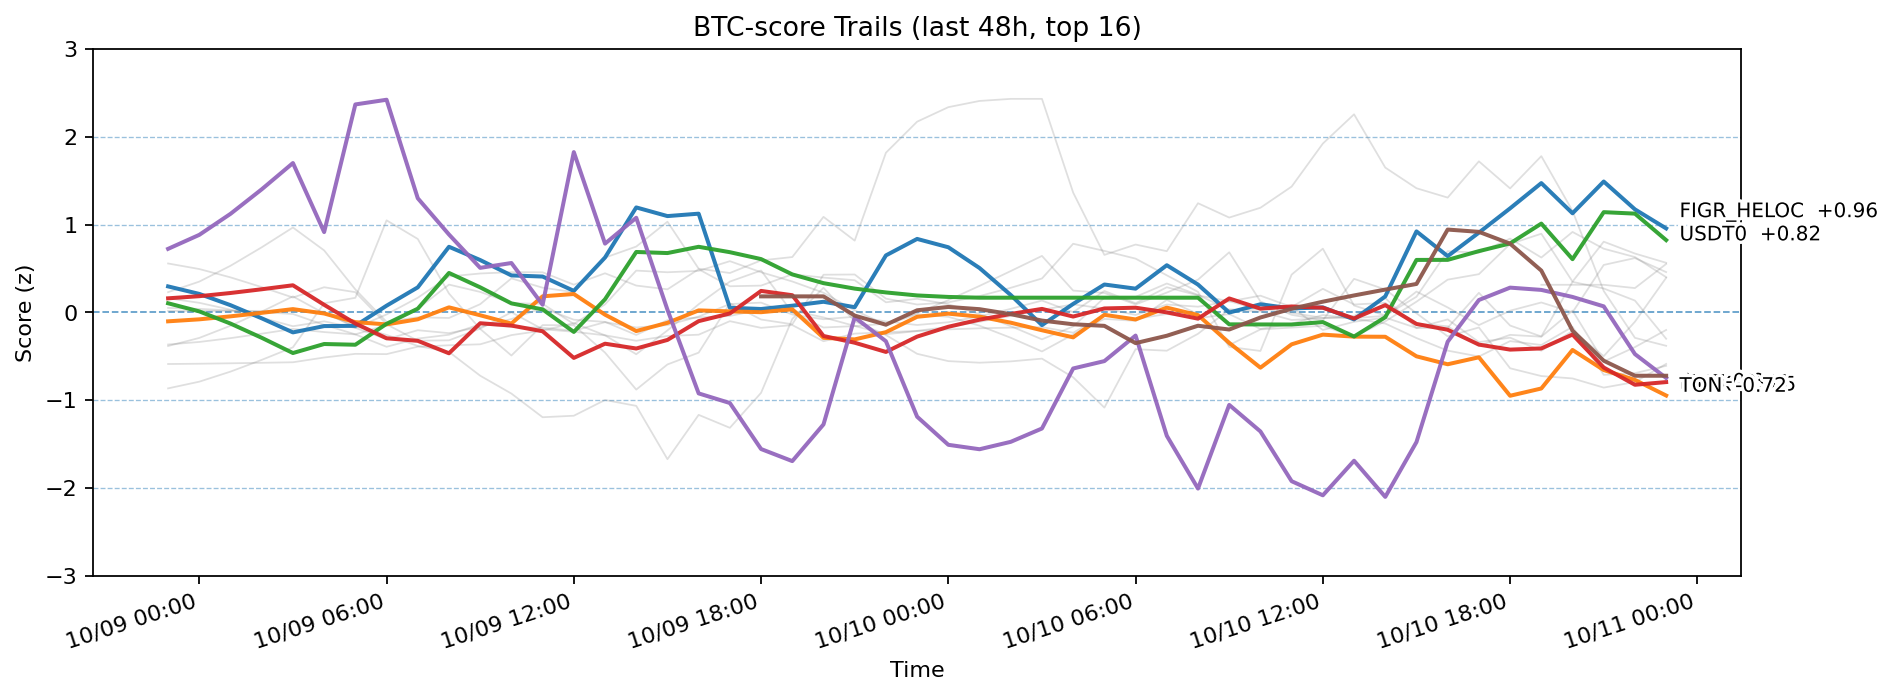 BTC-score Trails (last 48h, top 16)
Score (z)
3
2
1
0
−1
−2
−3
FIGR_HELOC +0.96
USDT0 +0.82
TON
10/09 00:00
10/09 06:00
10/09 12:00
10/09 18:00
10/10 00:00
10/10 06:00
10/10 12:00
10/10 18:00
10/11 00:00
Time